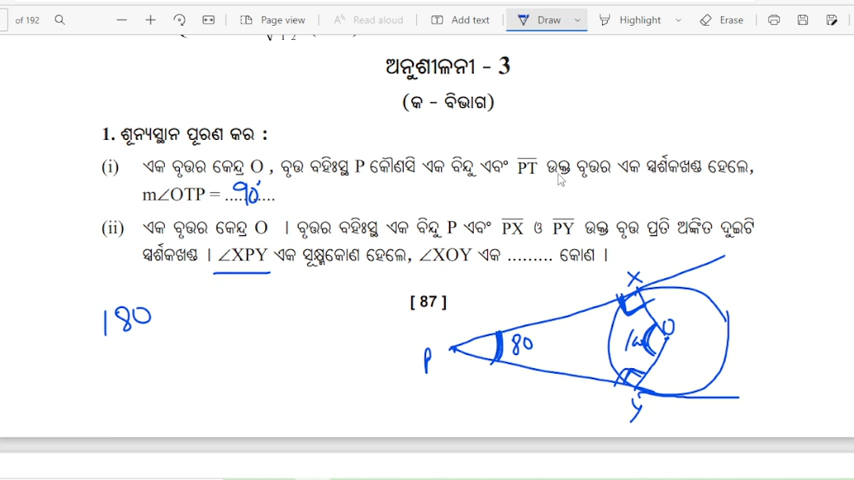 of 192 Page view Read aloud Add text Draw Highlight Erase
ଅନୁଶୀଳନୀ - 3
(କ - ବିଭାଗ)
1. ଶୂନ୍ୟସ୍ଥାନ ପୂରଣ କର :
(i) ଏକ ବୃତ୍ତର କେନ୍ଦ୍ର O , ବୃତ୍ତ ବହିଃସ୍ଥ P କୌଣସି ଏକ ବିନ୍ଦୁ ଏବଂ PT ଉକ୍ତ ବୃତ୍ତର ଏକ ସ୍ପର୍ଶକଖଣ୍ଡ ହେଲେ,
m∠OTP = ..90°....
(ii) ଏକ ବୃତ୍ତର କେନ୍ଦ୍ର O । ବୃତ୍ତର ବହିଃସ୍ଥ ଏକ ବିନ୍ଦୁ P ଏବଂ PX ଓ PY ଉକ୍ତ ବୃତ୍ତ ପ୍ରତି ଅଙ୍କିତ ଦୁଇଟି
ସ୍ପର୍ଶକଖଣ୍ଡ । ∠XPY ଏକ ସୂକ୍ଷ୍ମକୋଣ ହେଲେ, ∠XOY ଏକ ......... କୋଣ ।
X
[ 87 ]
180
P 80 O
Y